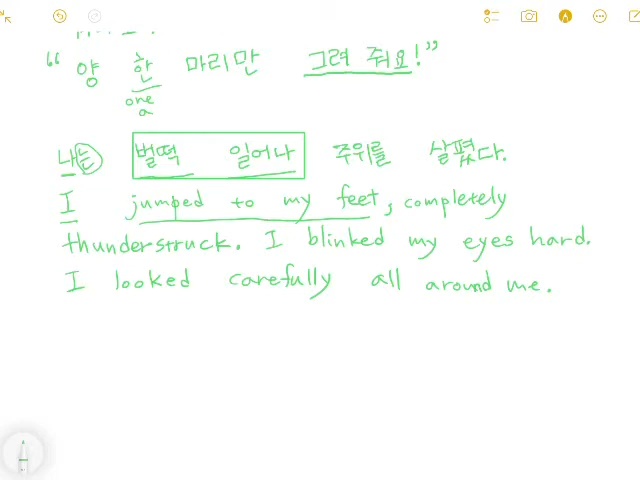 “양 한 마리만 그려 줘요!”
one
a
나는 벌떡 일어나 주위를 살폈다.
I jumped to my feet, completely
thunderstruck. I blinked my eyes hard.
I looked carefully all around me.